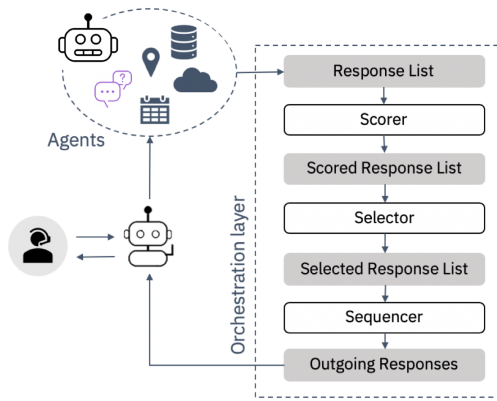 Response List
Scorer
Scored Response List
Selector
Selected Response List
Sequencer
Outgoing Responses
Agents
Orchestration layer
?